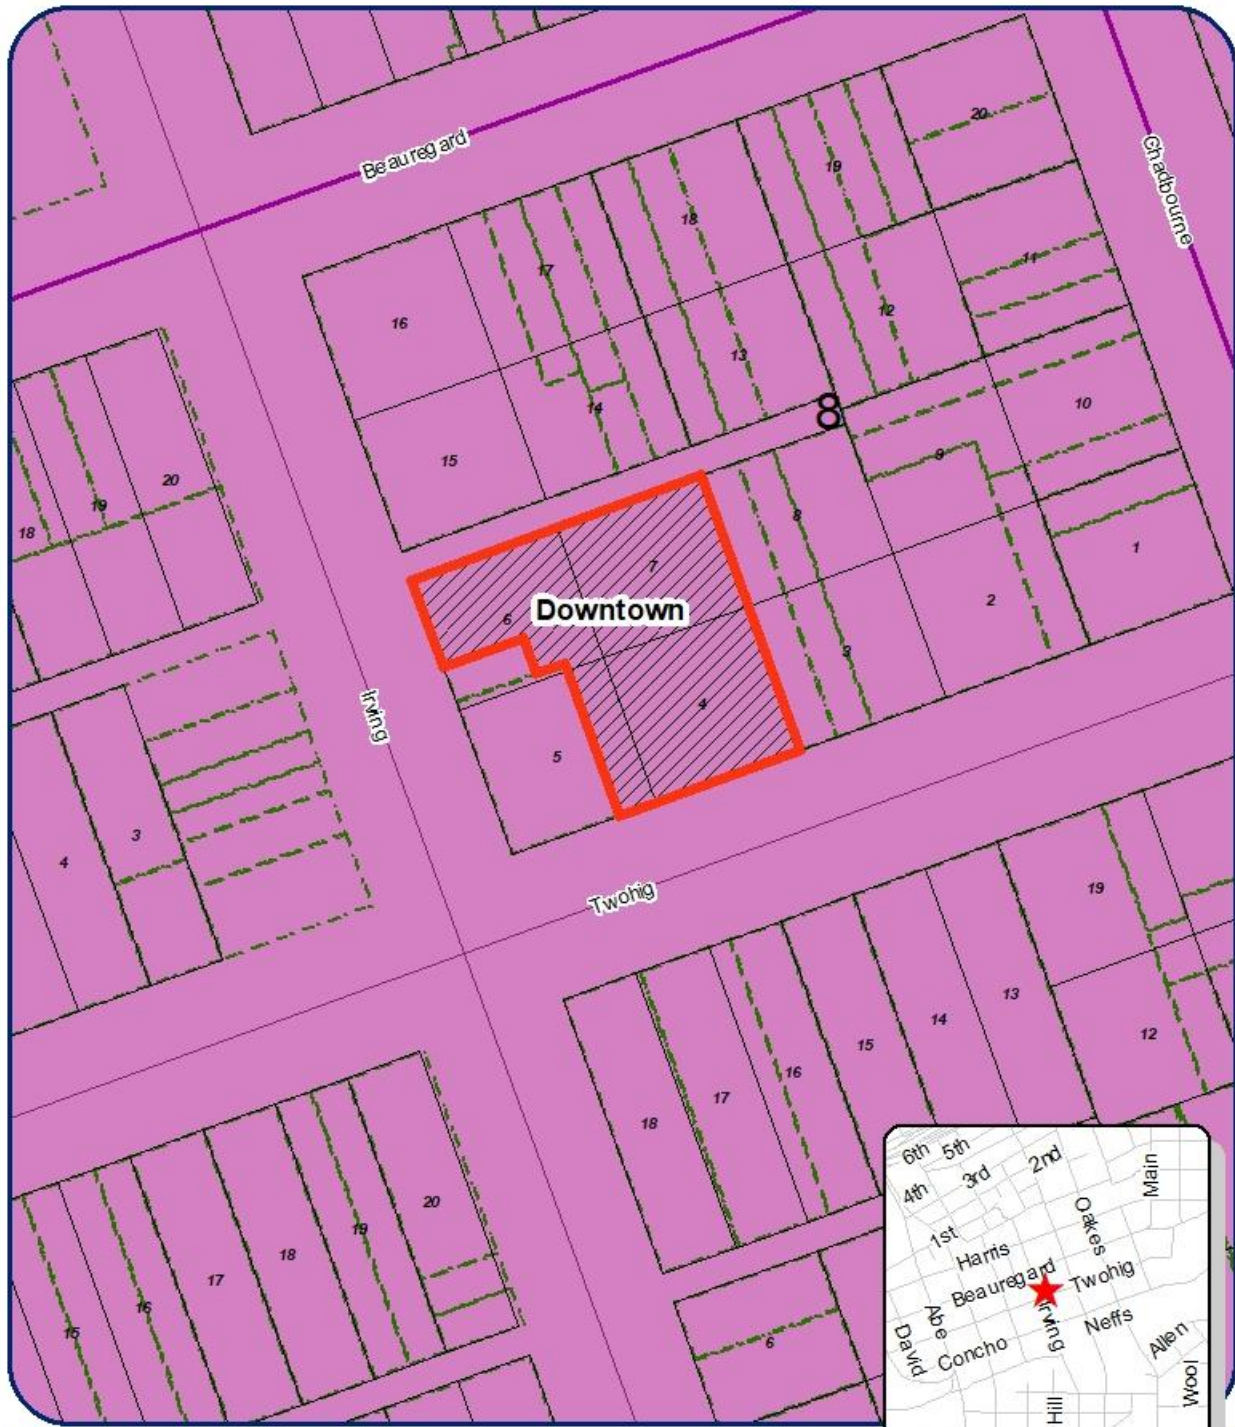 Beauregard
Chadbourne
20
19
18
17
16
11
12
13
14
15
8
10
9
20
19
18
8
7
6
Downtown
1
2
3
4
5
Irving
3
4
Twohig
19
13
14
15
16
17
18
12
20
19
18
17
16
15
6
6th
5th
4th
3rd
2nd
Main
1st
Oakes
Harris
Beauregard
Twohig
Abe
Irving
Neffs
David
Concho
Allen
Wool
Hill